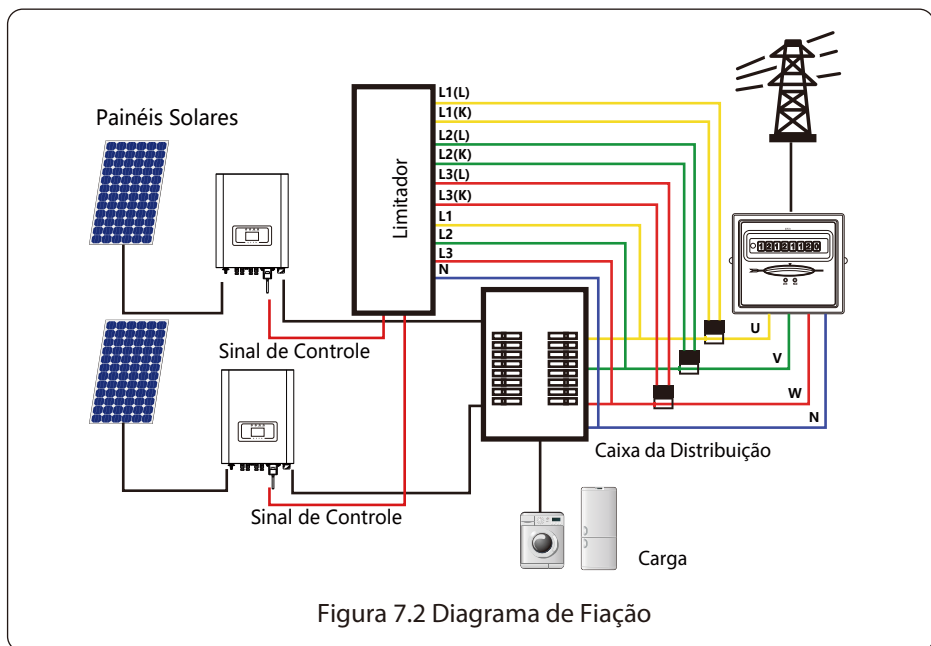 Painéis Solares
Limitador
L1(L)
L1(K)
L2(L)
L2(K)
L3(L)
L3(K)
L1
L2
L3
N
12121120
U
V
W
N
Sinal de Controle
Caixa da Distribuição
Sinal de Controle
Carga
Figura 7.2 Diagrama de Fiação